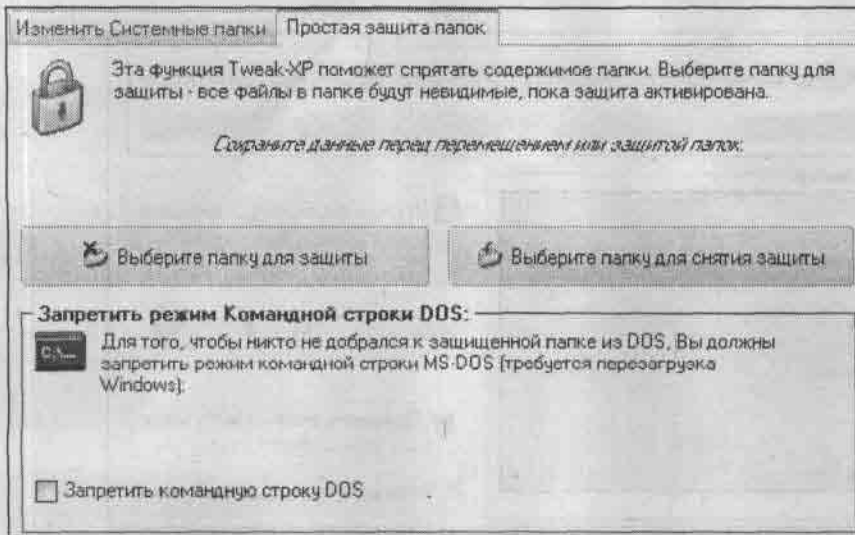 Изменить Системные папки
Простая защита папок
Эта функция Tweak-XP поможет спрятать содержимое папки. Выберите папку для
защиты - все файлы в папке будут невидимые, пока защита активирована.
Сохраните данные перед перемещением или защитой папок.
Выберите папку для защиты
Выберите папку для снятия защиты
Запретить режим Командной строки DOS:
C:\
Для того, чтобы никто не добрался к защищенной папке из DOS, Вы должны
запретить режим командной строки MS-DOS (требуется перезагрузка
Windows):
Запретить командную строку DOS